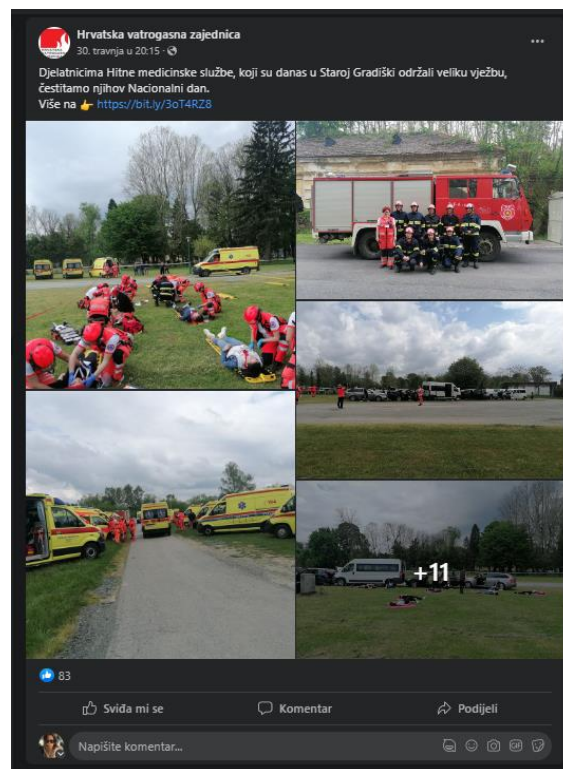 Hrvatska vatrogasna zajednica
30. travnja u 20:15 ·
Djelatnicima Hitne medicinske službe, koji su danas u Staroj Gradiški održali veliku vježbu,
čestitamo njihov Nacionalni dan.
Više na 👉 https://bit.ly/3oT4RZ8
+11
83
Sviđa mi se
Komentar
Podijeli
Napišite komentar...
GIF